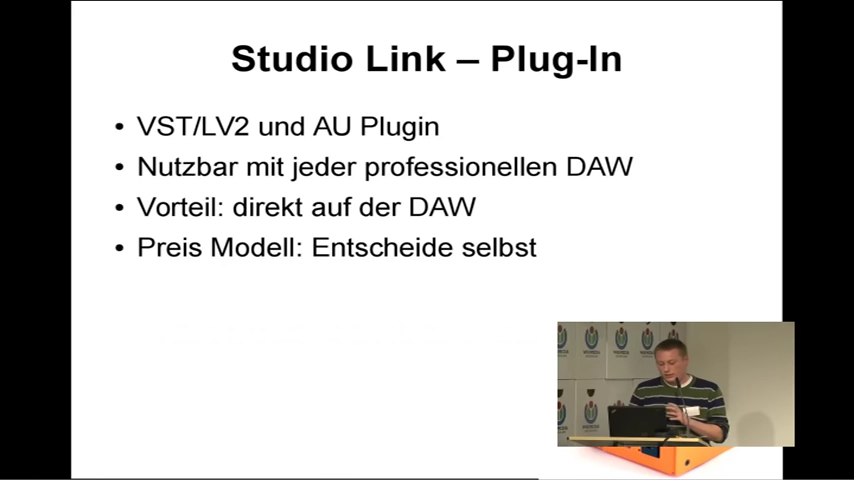 Studio Link – Plug-In
• VST/LV2 und AU Plugin
• Nutzbar mit jeder professionellen DAW
• Vorteil: direkt auf der DAW
• Preis Modell: Entscheide selbst
WIKIMEDIA